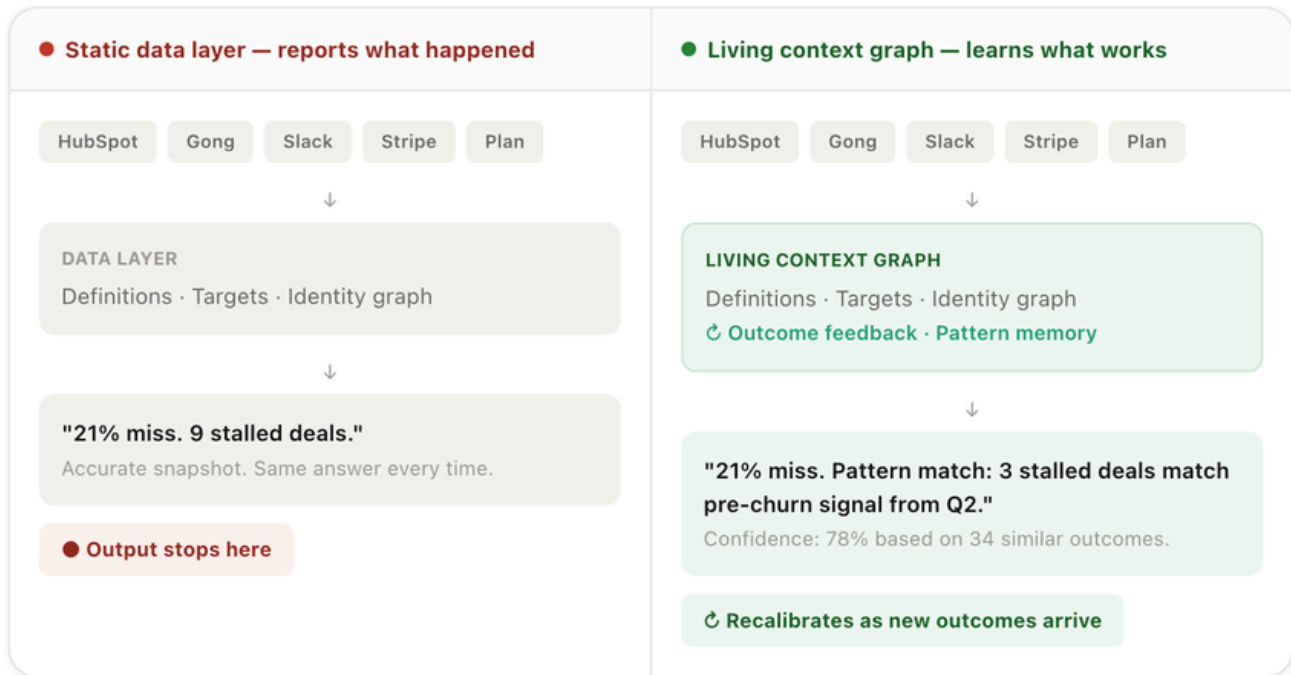 Static data layer — reports what happened
HubSpot Gong Slack Stripe Plan
↓
DATA LAYER
Definitions · Targets · Identity graph
↓
"21% miss. 9 stalled deals."
Accurate snapshot. Same answer every time.
Output stops here
Living context graph — learns what works
HubSpot Gong Slack Stripe Plan
↓
LIVING CONTEXT GRAPH
Definitions · Targets · Identity graph
↻ Outcome feedback · Pattern memory
↓
"21% miss. Pattern match: 3 stalled deals match
pre-churn signal from Q2."
Confidence: 78% based on 34 similar outcomes.
↻ Recalibrates as new outcomes arrive